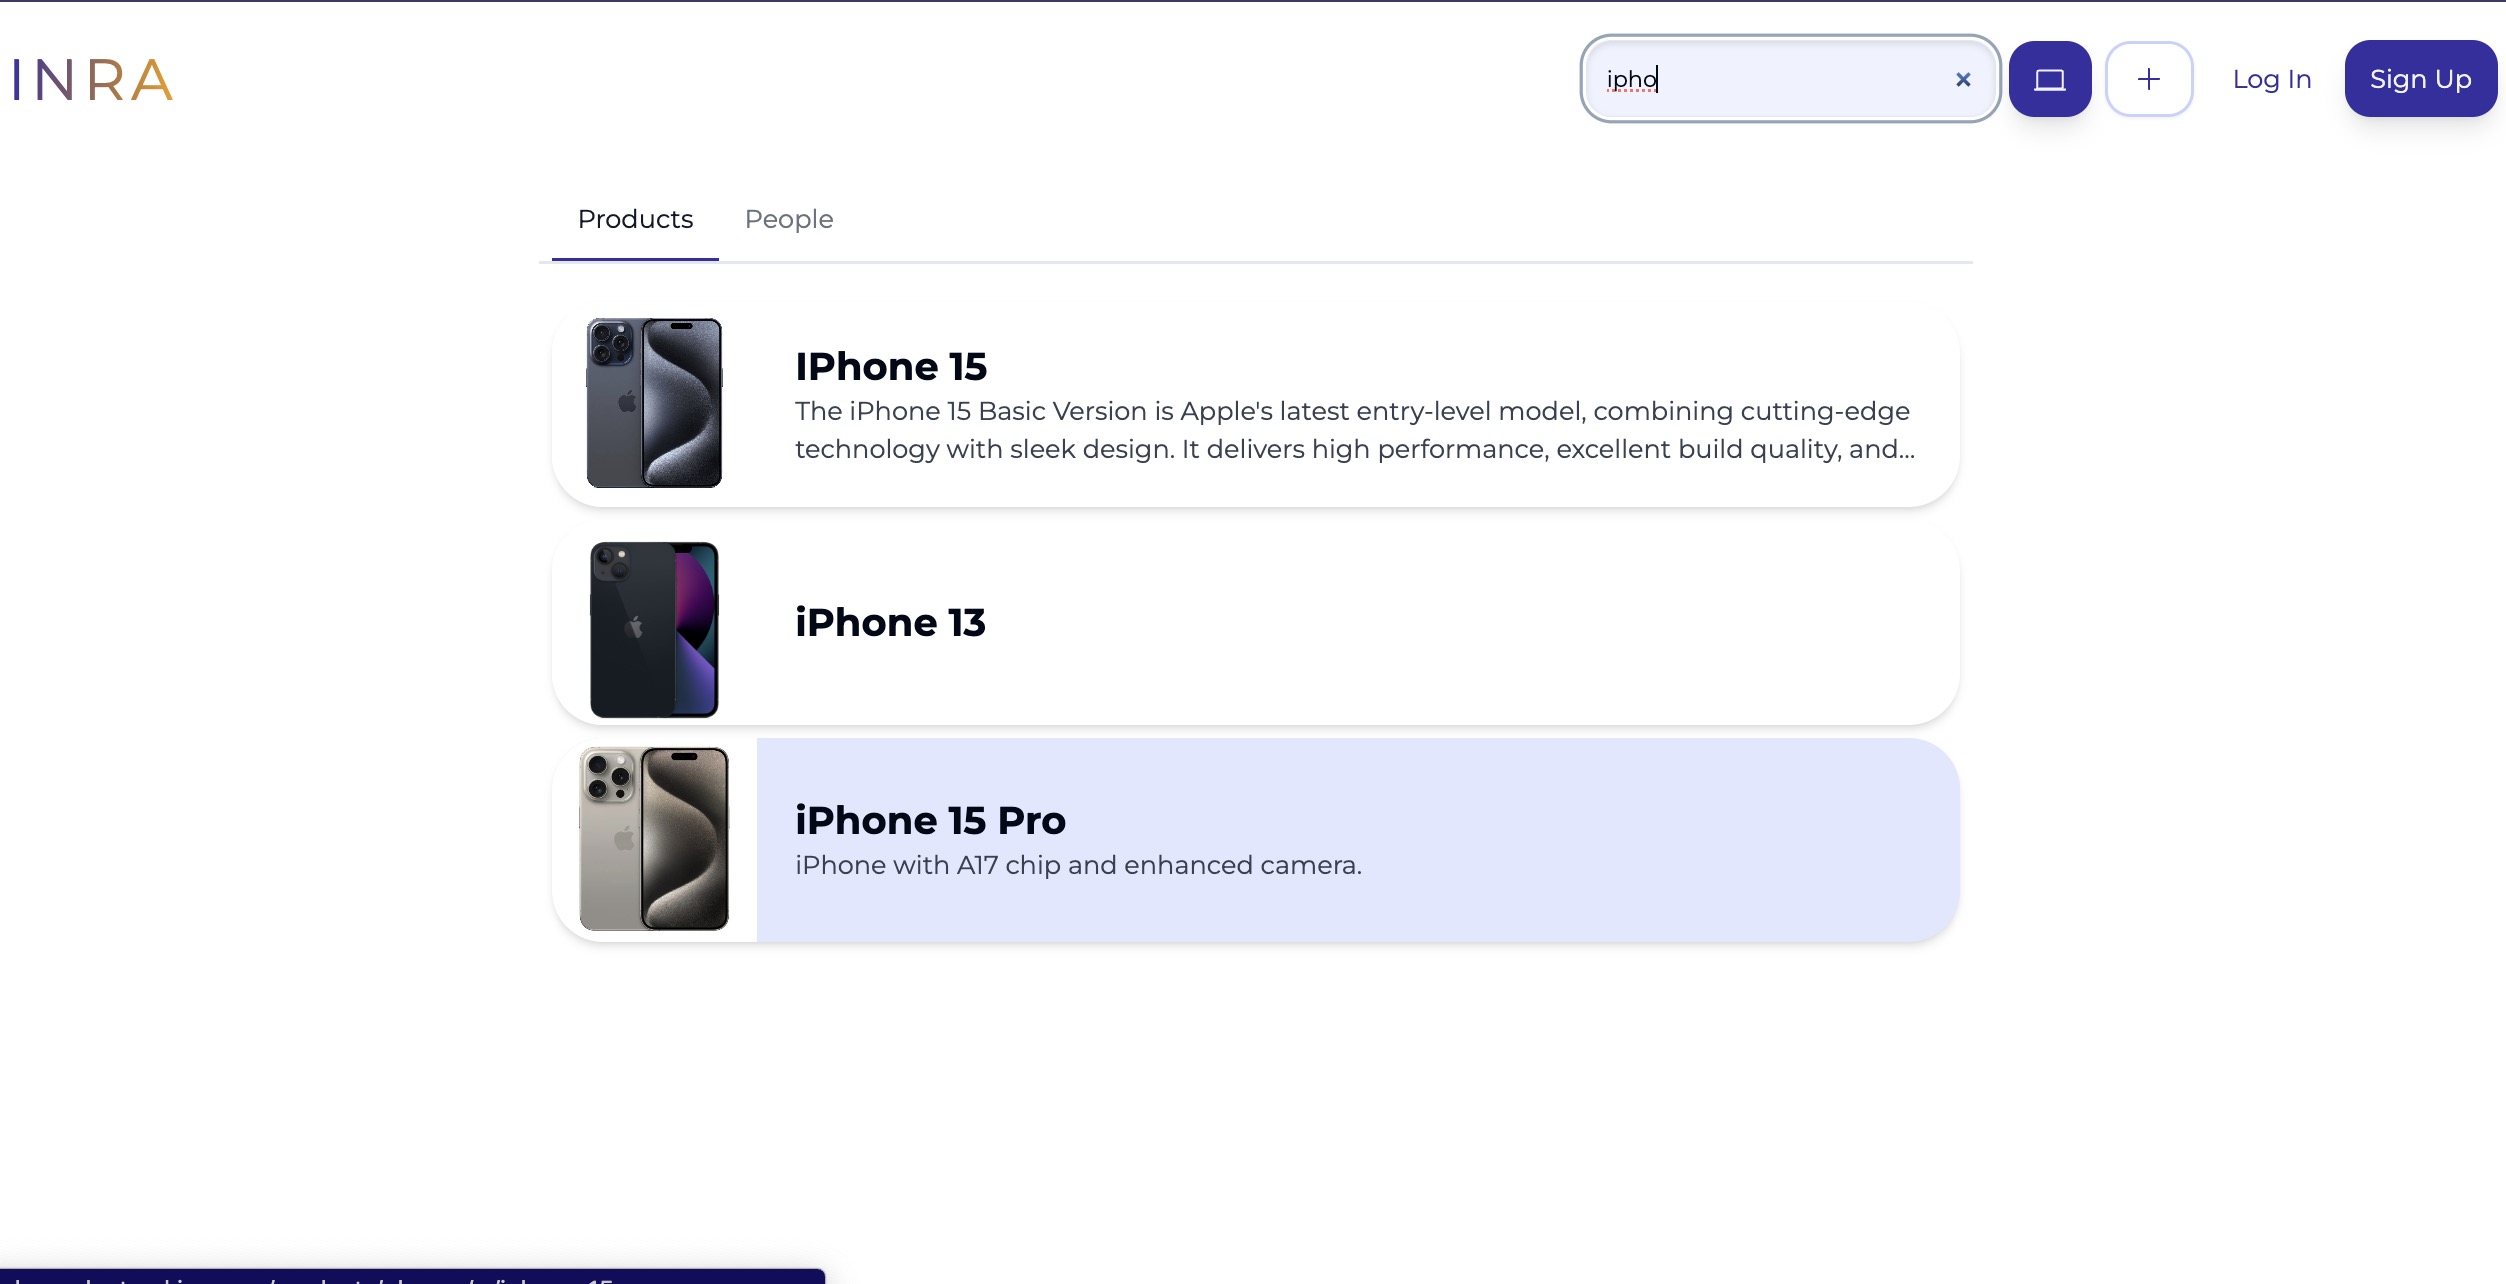 INRA
ipho
Log In
Sign Up
Products
People
IPhone 15
The iPhone 15 Basic Version is Apple's latest entry-level model, combining cutting-edge
technology with sleek design. It delivers high performance, excellent build quality, and...
iPhone 13
iPhone 15 Pro
iPhone with A17 chip and enhanced camera.